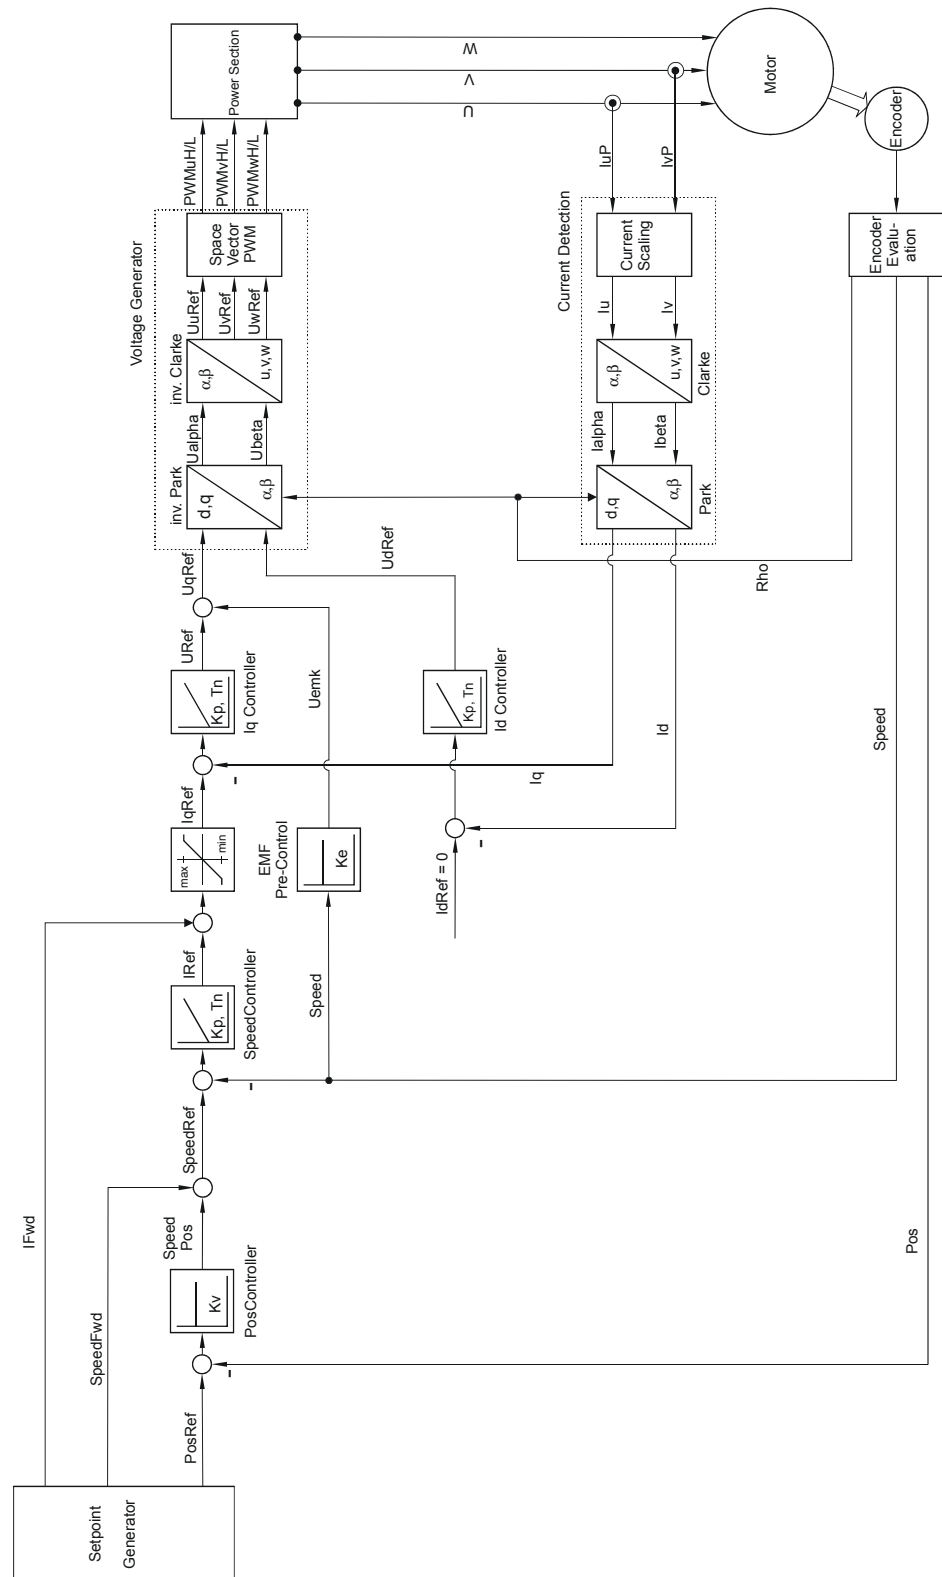 Setpoint
Generator
IFwd
SpeedFwd
PosRef
-
Kv
PosController
Speed
Pos
SpeedRef
-
Kp, Tn
SpeedController
IRef
Speed
max
min
IqRef
EMF
Pre-Control
Ke
IdRef = 0
-
-
Kp, Tn
Iq Controller
URef
Uemk
Kp, Tn
Id Controller
UqRef
UdRef
Iq
Id
Voltage Generator
inv. Park
d,q
α,β
Ualpha
Ubeta
inv. Clarke
α,β
u,v,w
UuRef
UvRef
UwRef
Space
Vector
PWM
PWMuH/L
PWMvH/L
PWMwH/L
Power Section
W
V
U
Current Detection
d,q
α,β
Park
Ialpha
Ibeta
α,β
u,v,w
Clarke
Iu
Iv
Current
Scaling
IuP
IvP
Motor
Encoder
Encoder
Evalu-
ation
Rho
Speed
Pos